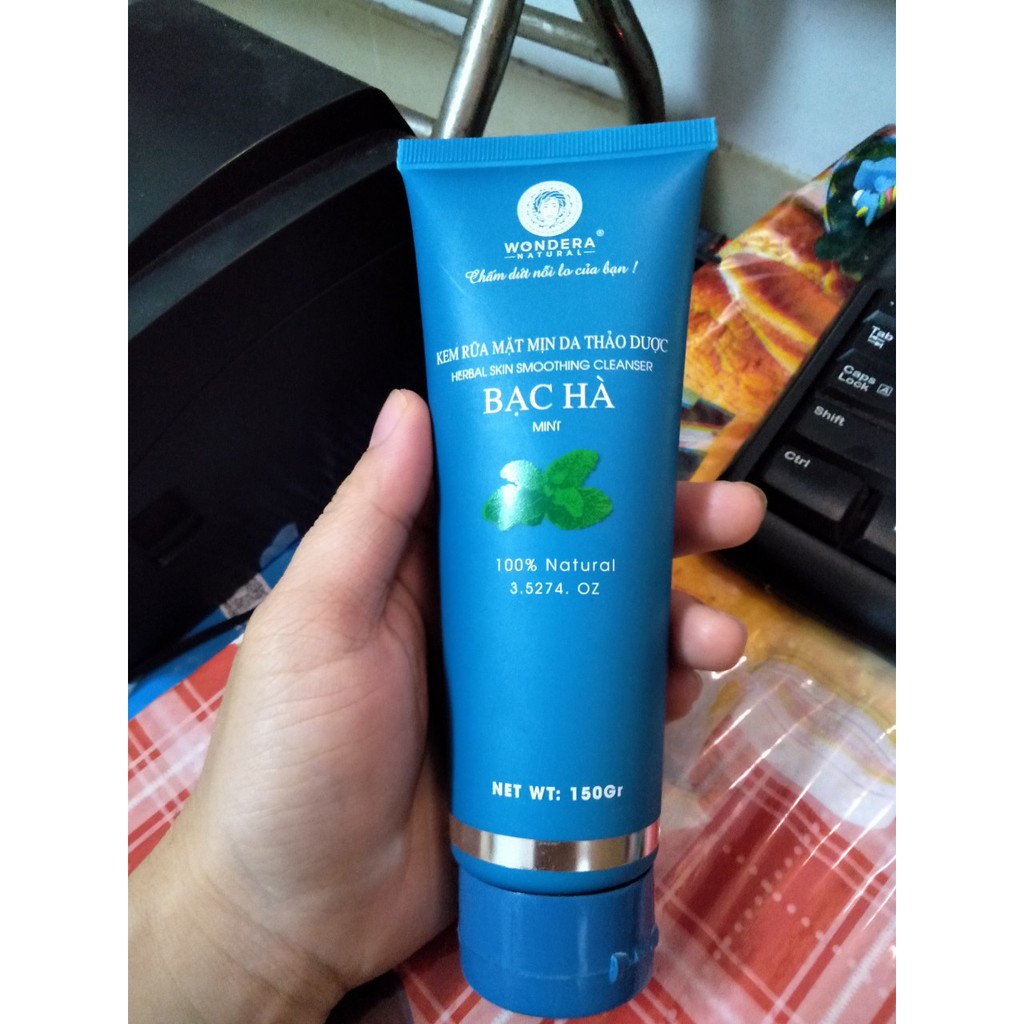 WONDERA®
NATURAL
Chấm dứt nỗi lo của bạn !
KEM RỬA MẶT MỊN DA THẢO DƯỢC
HERBAL SKIN SMOOTHING CLEANSER
BẠC HÀ
MINT
100% Natural
3.5274. OZ
NET WT: 150Gr
Tab
Caps
Lock
A
Shift
Ctrl